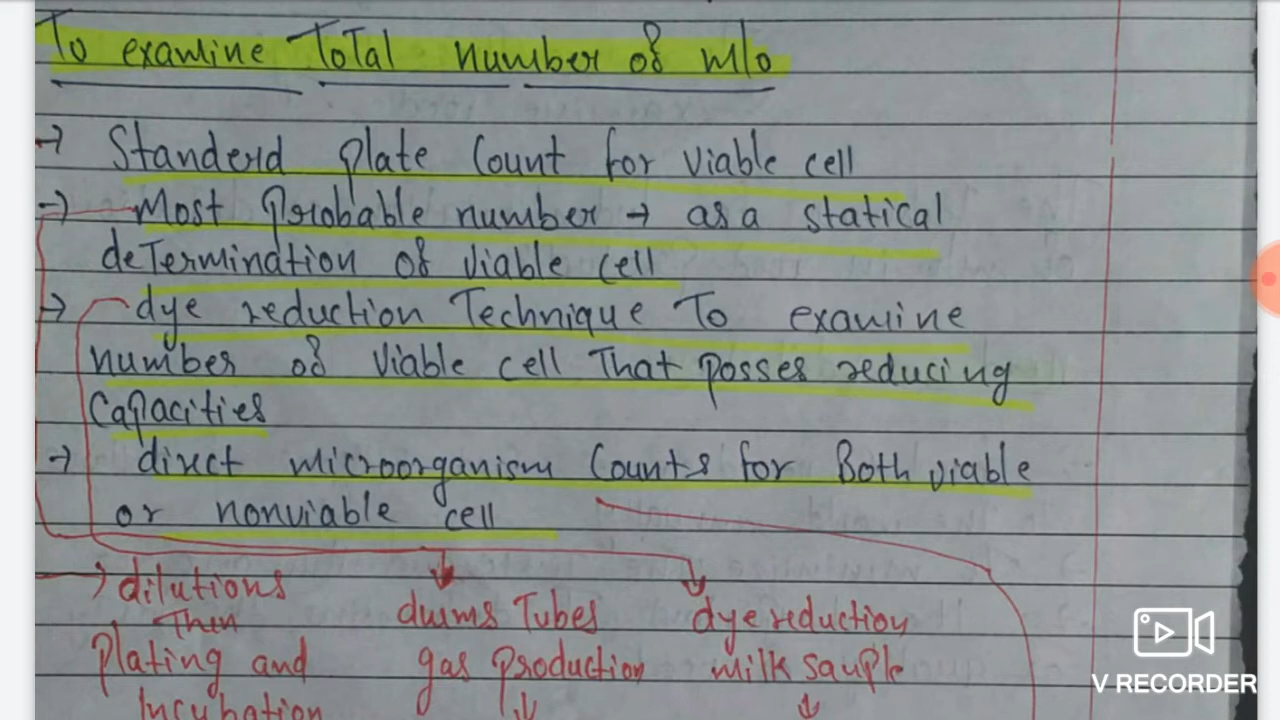 To examine Total number of m/o
→ Standerd plate Count for viable cell
→ Most Probable number → as a statical
determination of viable cell
→ dye reduction Technique To examine
number of viable cell That posses reducing
Capacities
→ direct microorganism Counts for Both viable
or nonviable cell
→ dilutions
Then
Plating and
Incubation
durms Tubes
gas production
↓
dye reduction
milk sample
↓
V RECORDER